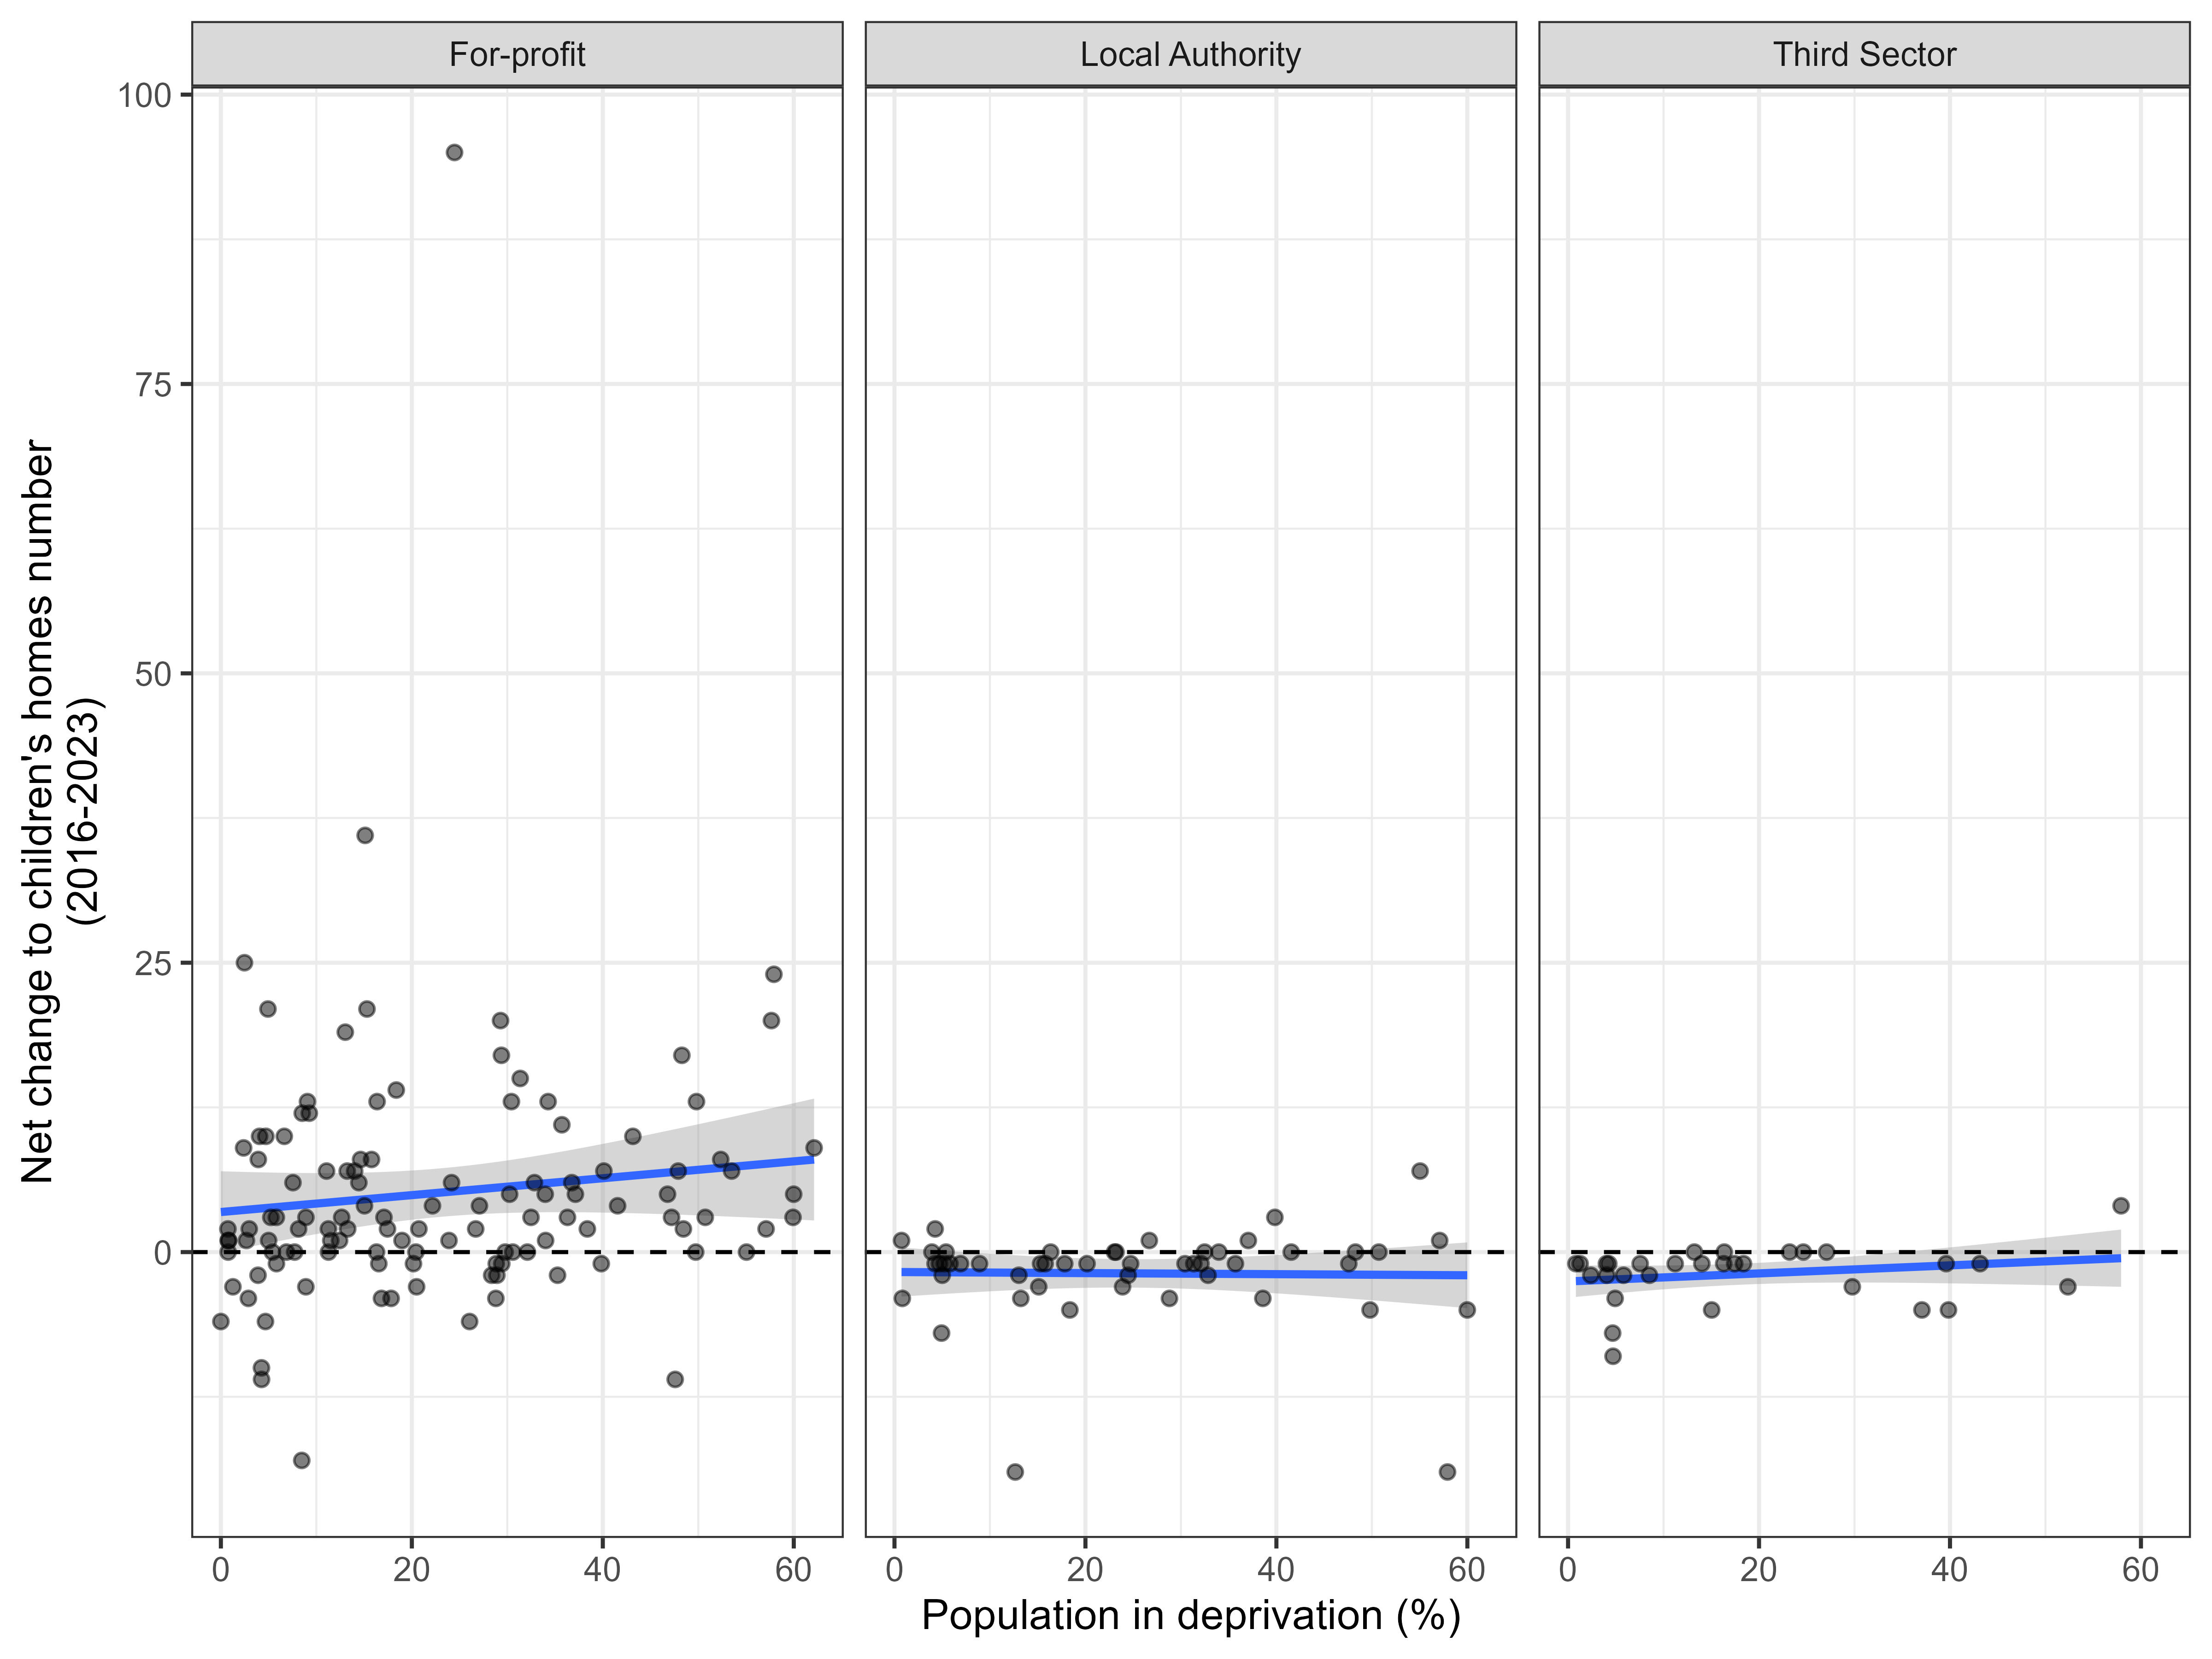 For-profit
Local Authority
Third Sector
Net change to children's homes number
(2016-2023)
100
75
50
25
0
0 20 40 60
0 20 40 60
0 20 40 60
Population in deprivation (%)